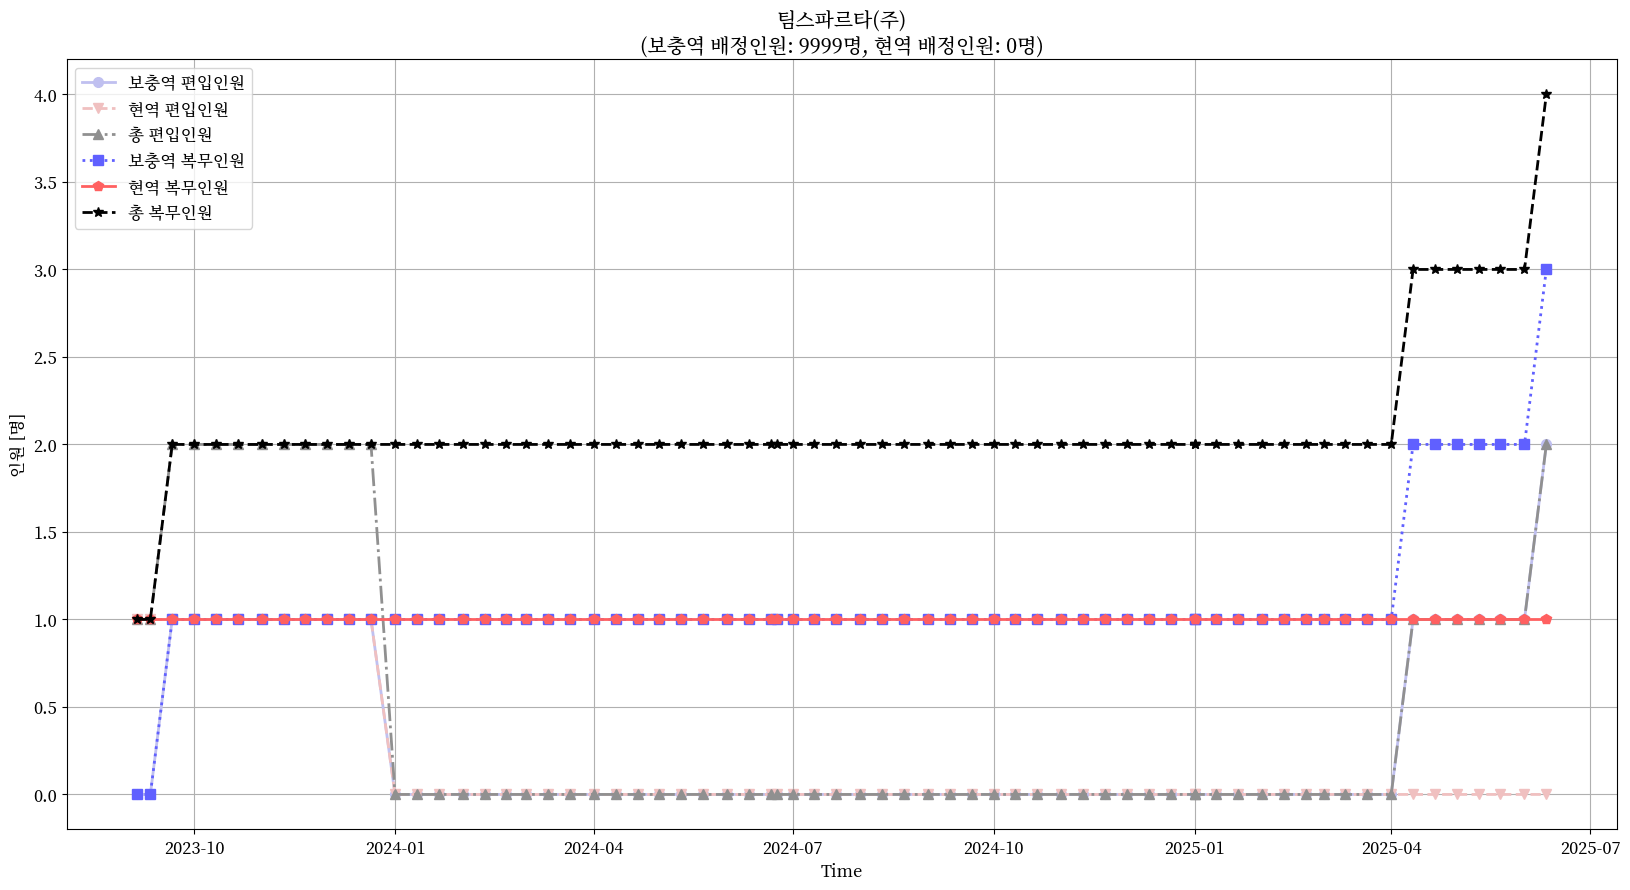 팀스파르타(주)
(보충역 배정인원: 9999명, 현역 배정인원: 0명)
보충역 편입인원
현역 편입인원
총 편입인원
보충역 복무인원
현역 복무인원
총 복무인원
4.0
3.5
3.0
2.5
2.0
1.5
1.0
0.5
0.0
인원 [명]
2023-10
2024-01
2024-04
2024-07
2024-10
2025-01
2025-04
2025-07
Time